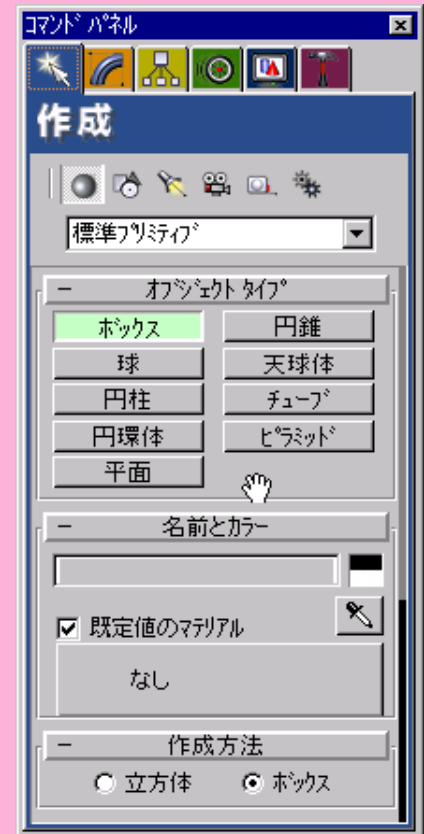 コマンド パネル
作成
標準プリミティブ
オブジェクト タイプ
ボックス 円錐
球 天球体
円柱 チューブ
円環体 ピラミッド
平面
名前とカラー
既定値のマテリアル
なし
作成方法
立方体 ボックス